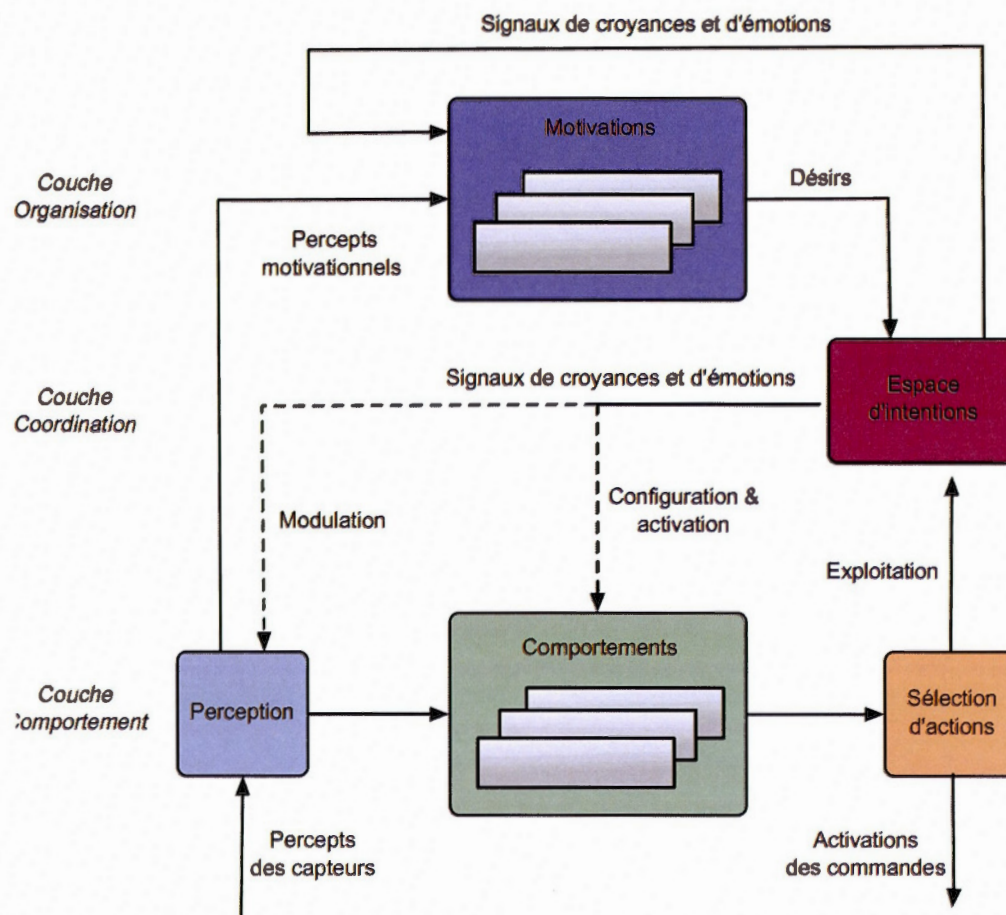 Signaux de croyances et d'émotions
Motivations
Couche
Organisation
Désirs
Percepts
motivationnels
Signaux de croyances et d'émotions
Couche
Coordination
Espace
d'intentions
Modulation
Configuration &
activation
Exploitation
Comportements
Couche
:omportement
Perception
Sélection
d'actions
Percepts
des capteurs
Activations
des commandes